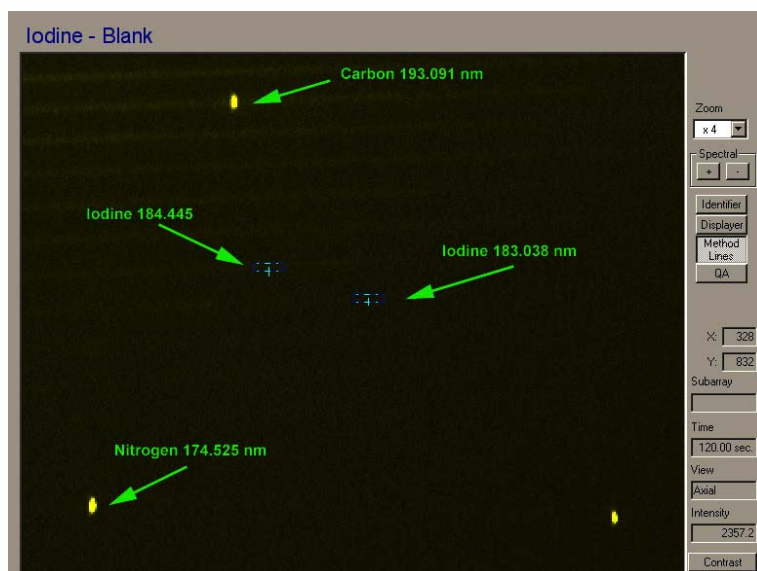 Iodine - Blank
Carbon 193.091 nm
Iodine 184.445
Iodine 183.038 nm
Nitrogen 174.525 nm
Zoom
x 4
Spectral
+ -
Identifier
Displayer
Method
Lines
QA
X: 328
Y: 832
Subarray
Time
120.00 sec.
View
Axial
Intensity
2357.2
Contrast